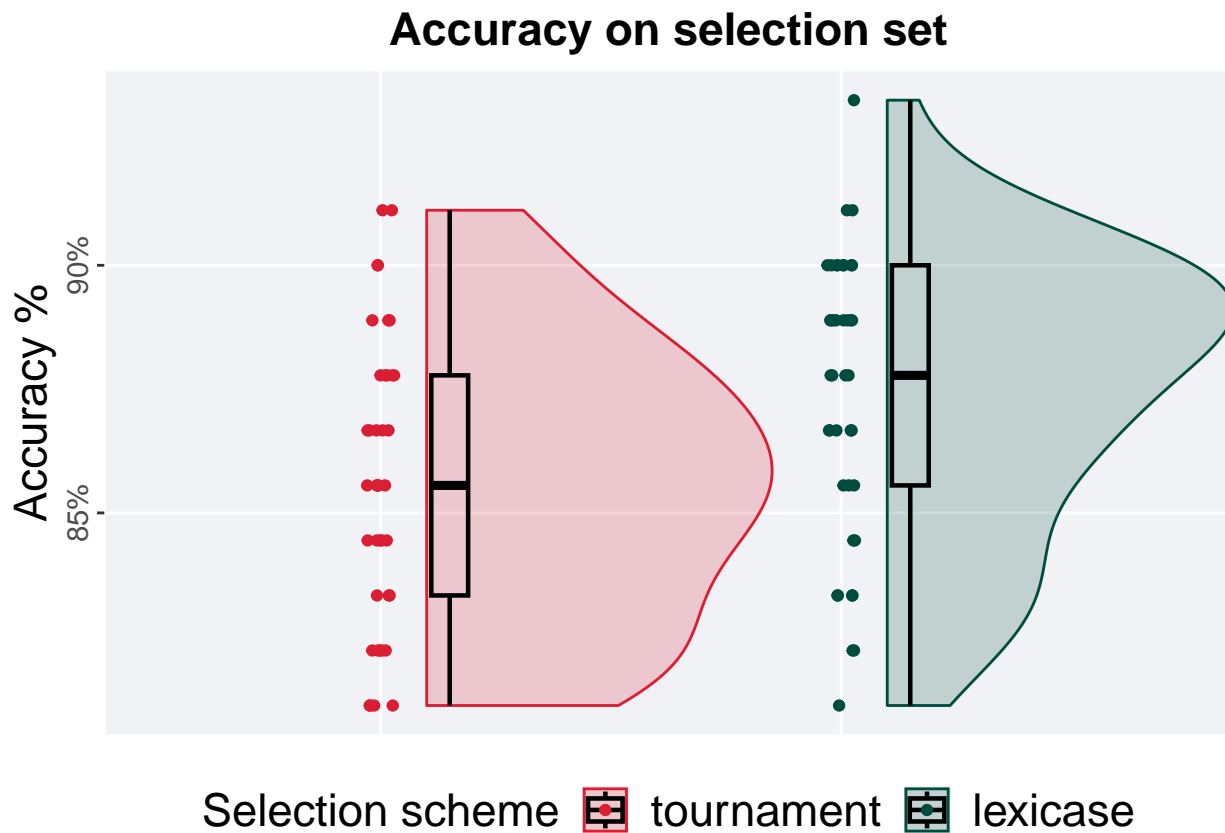 Accuracy on selection set
Accuracy %
90%
85%
Selection scheme tournament lexicase